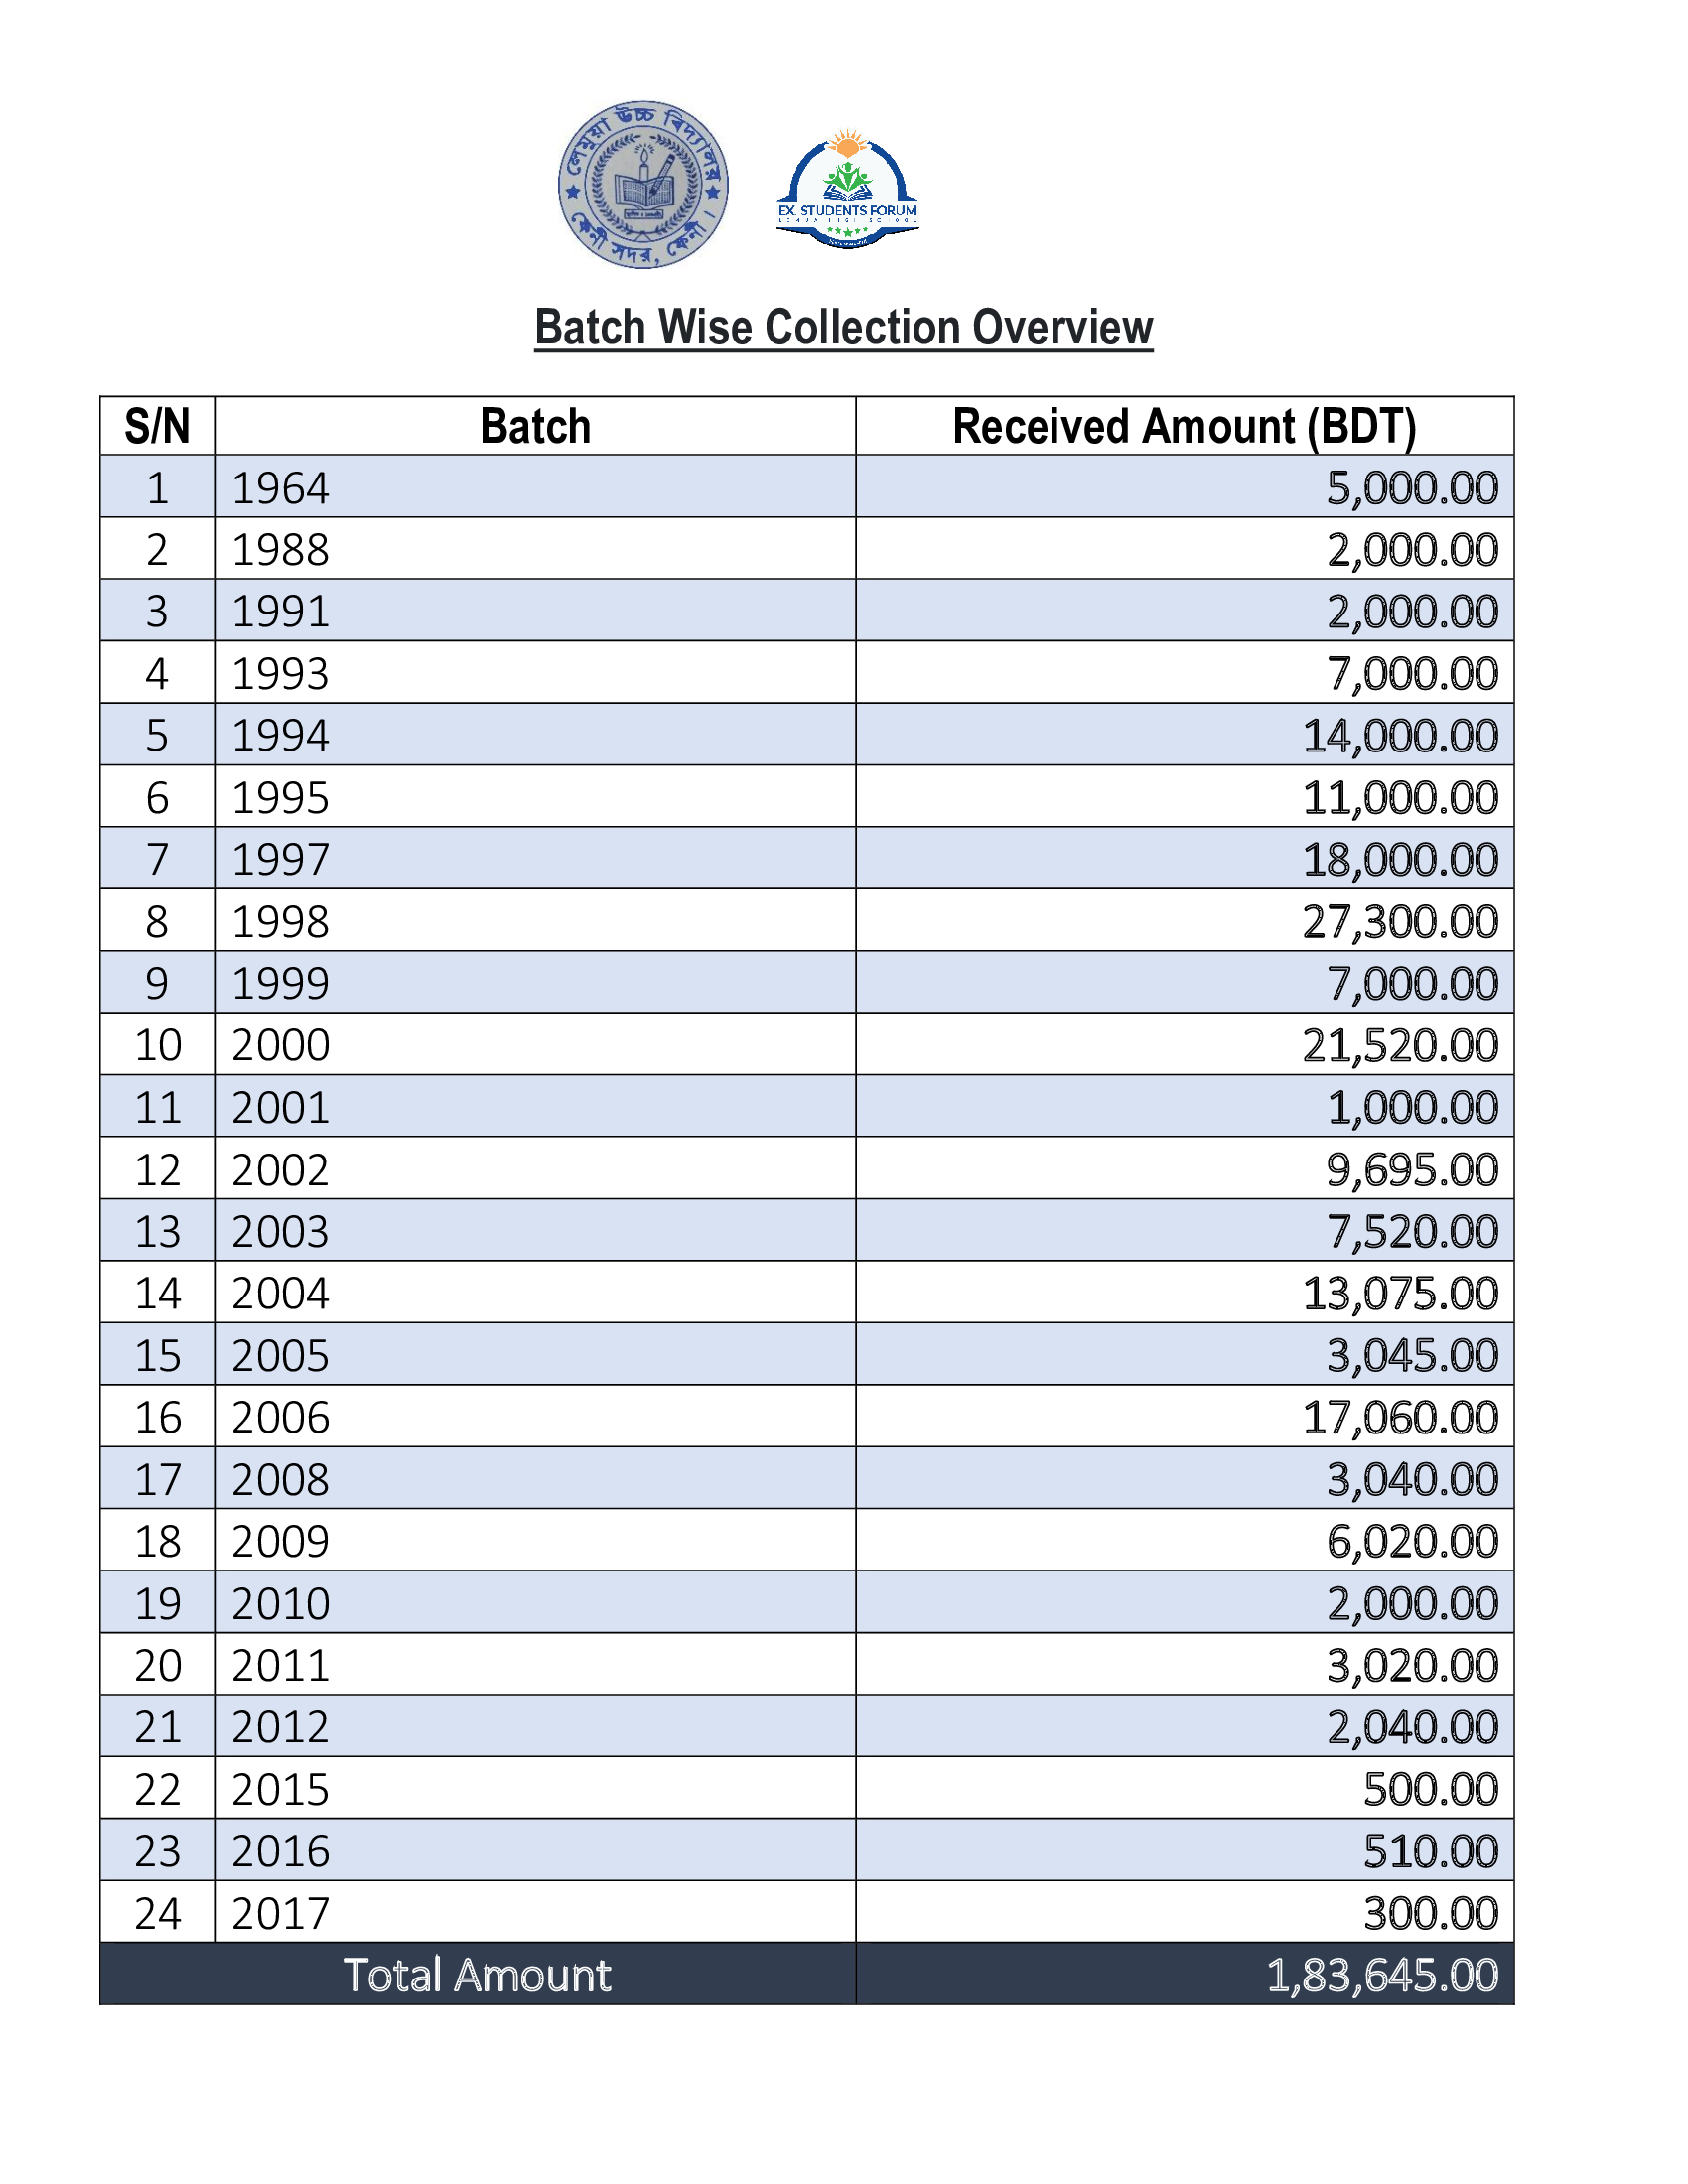 লেমুয়া উচ্চ বিদ্যালয়
ফেনী সদর, ফেনী।
EX. STUDENTS FORUM
LEMUA HIGH SCHOOL
Batch Wise Collection Overview
S/N Batch Received Amount (BDT)
1 1964 5,000.00
2 1988 2,000.00
3 1991 2,000.00
4 1993 7,000.00
5 1994 14,000.00
6 1995 11,000.00
7 1997 18,000.00
8 1998 27,300.00
9 1999 7,000.00
10 2000 21,520.00
11 2001 1,000.00
12 2002 9,695.00
13 2003 7,520.00
14 2004 13,075.00
15 2005 3,045.00
16 2006 17,060.00
17 2008 3,040.00
18 2009 6,020.00
19 2010 2,000.00
20 2011 3,020.00
21 2012 2,040.00
22 2015 500.00
23 2016 510.00
24 2017 300.00
Total Amount 1,83,645.00